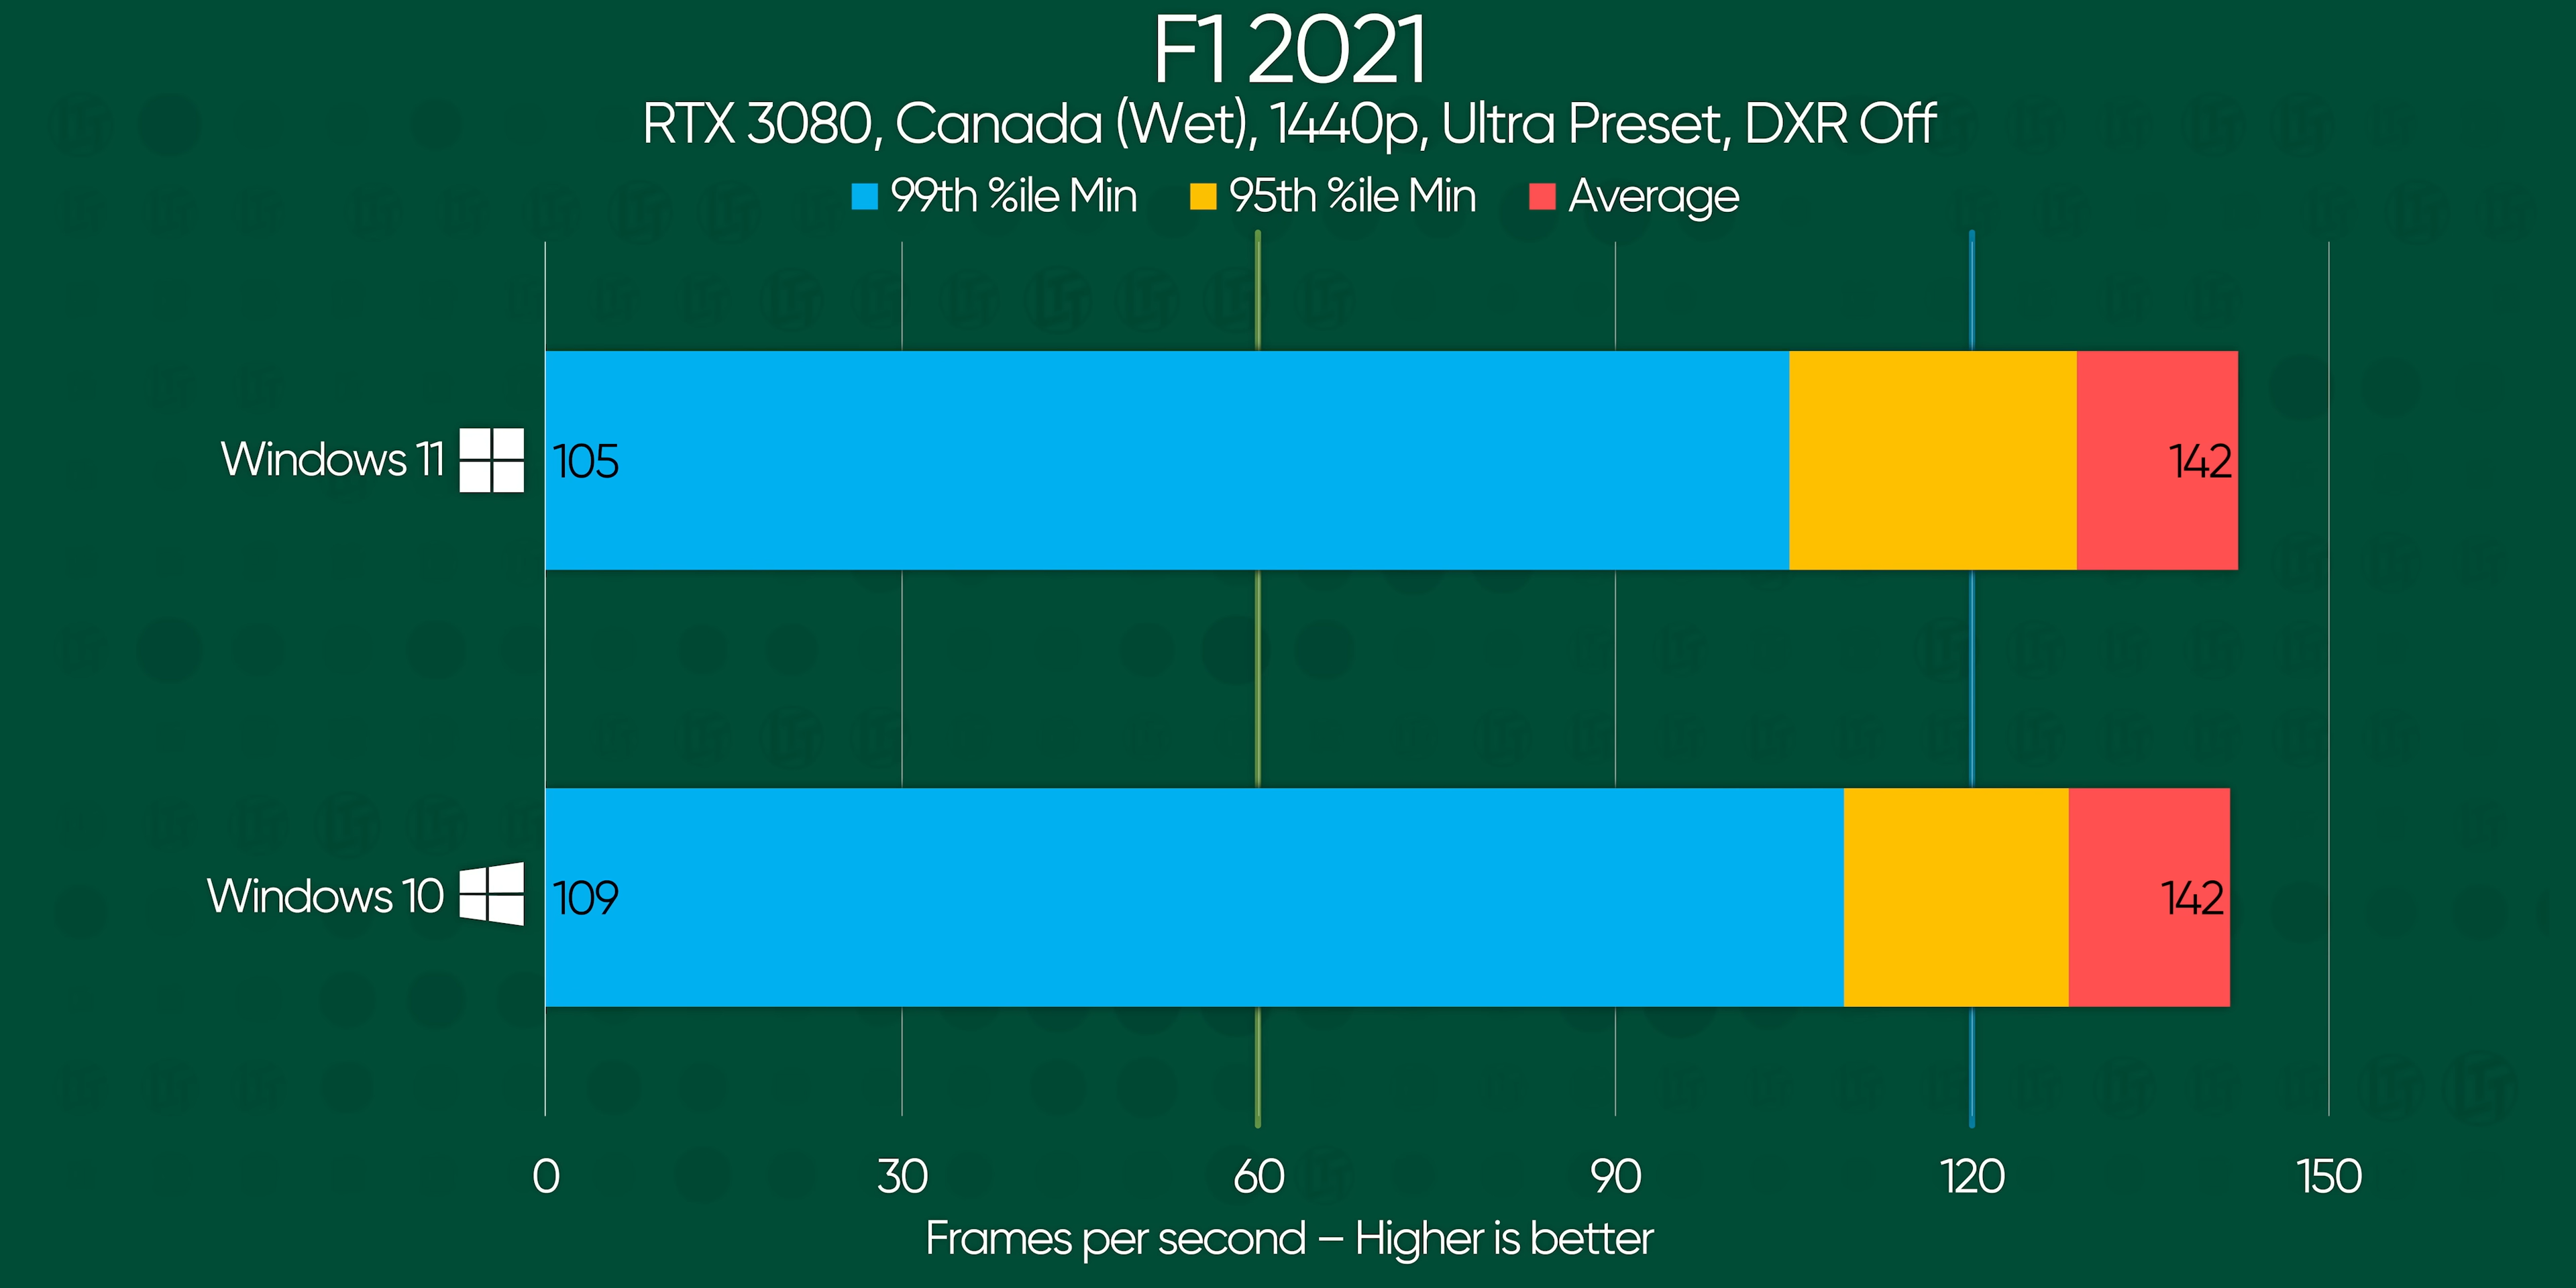 F1 2021
RTX 3080, Canada (Wet), 1440p, Ultra Preset, DXR Off
99th %ile Min 95th %ile Min Average
Windows 11 105 142
Windows 10 109 142
0 30 60 90 120 150
Frames per second – Higher is better